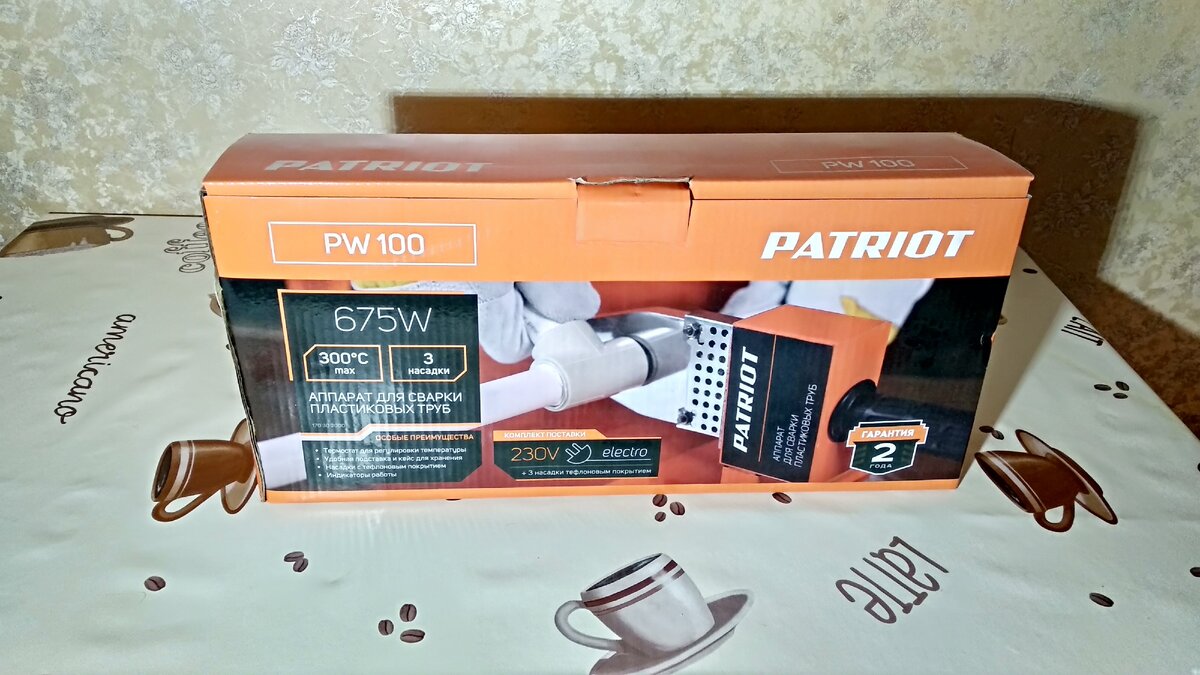 PATRIOT
PW 100
PW 100
PATRIOT
675W
300°C
max
3
насадки
АППАРАТ ДЛЯ СВАРКИ
ПЛАСТИКОВЫХ ТРУБ
ОСОБЫЕ ПРЕИМУЩЕСТВА
Термостат для регулировки температуры
Удобная подставка и кейс для хранения
Насадки с тефлоновым покрытием
Индикаторы работы
КОМПЛЕКТ ПОСТАВКИ
230V electro
+ 3 насадки тефлоновым покрытием
PATRIOT
АППАРАТ
ДЛЯ СВАРКИ
ПЛАСТИКОВЫХ ТРУБ
ГАРАНТИЯ
2
ГОДА
americano
LATTE